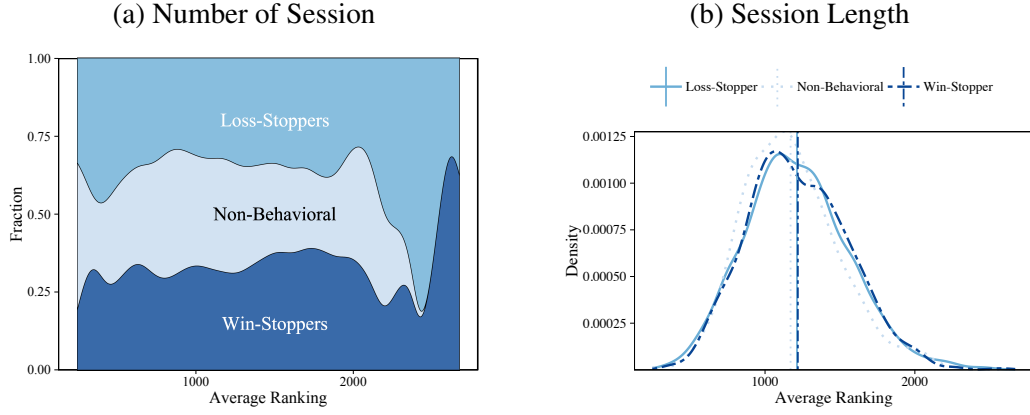 (a) Number of Session
1.00
0.75
0.50
0.25
0.00
Fraction
Loss-Stoppers
Non-Behavioral
Win-Stoppers
1000
2000
Average Ranking
(b) Session Length
Loss-Stopper Non-Behavioral Win-Stopper
0.00125
0.00100
0.00075
0.00050
0.00025
Density
1000
2000
Average Ranking